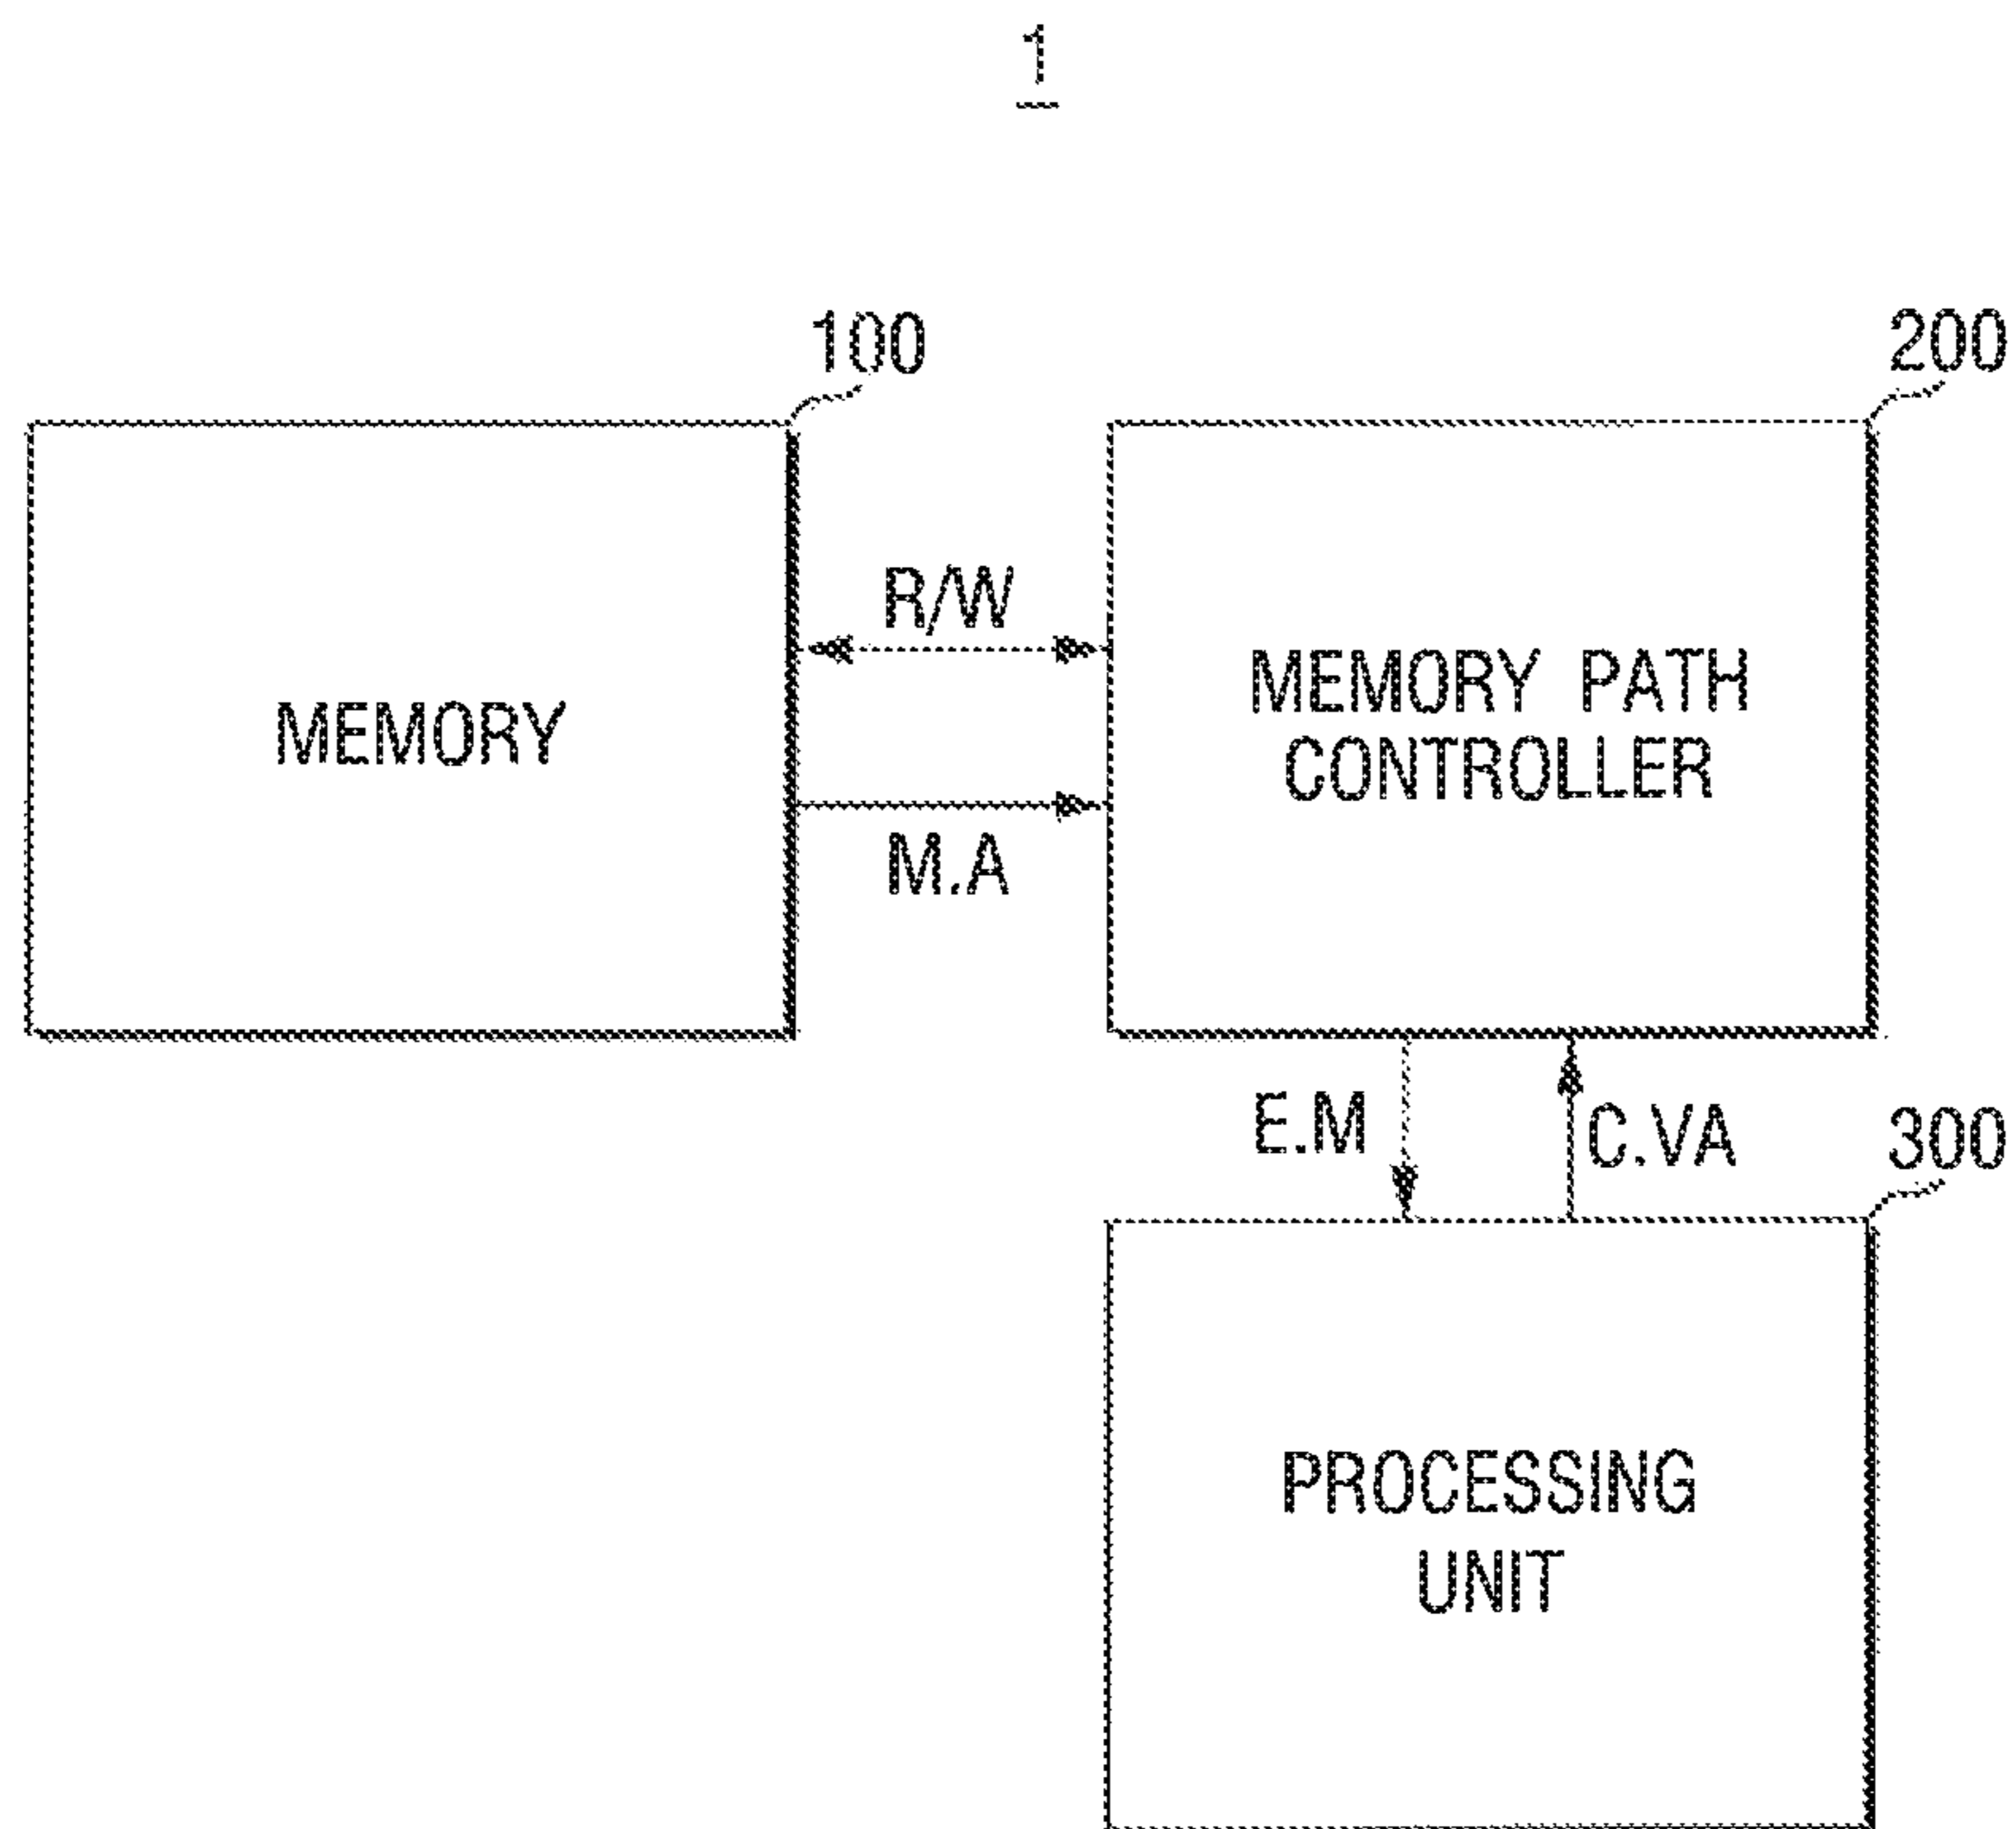 1
100
200
MEMORY
R/W
M.A
MEMORY PATH
CONTROLLER
E.M
C.VA
300
PROCESSING
UNIT